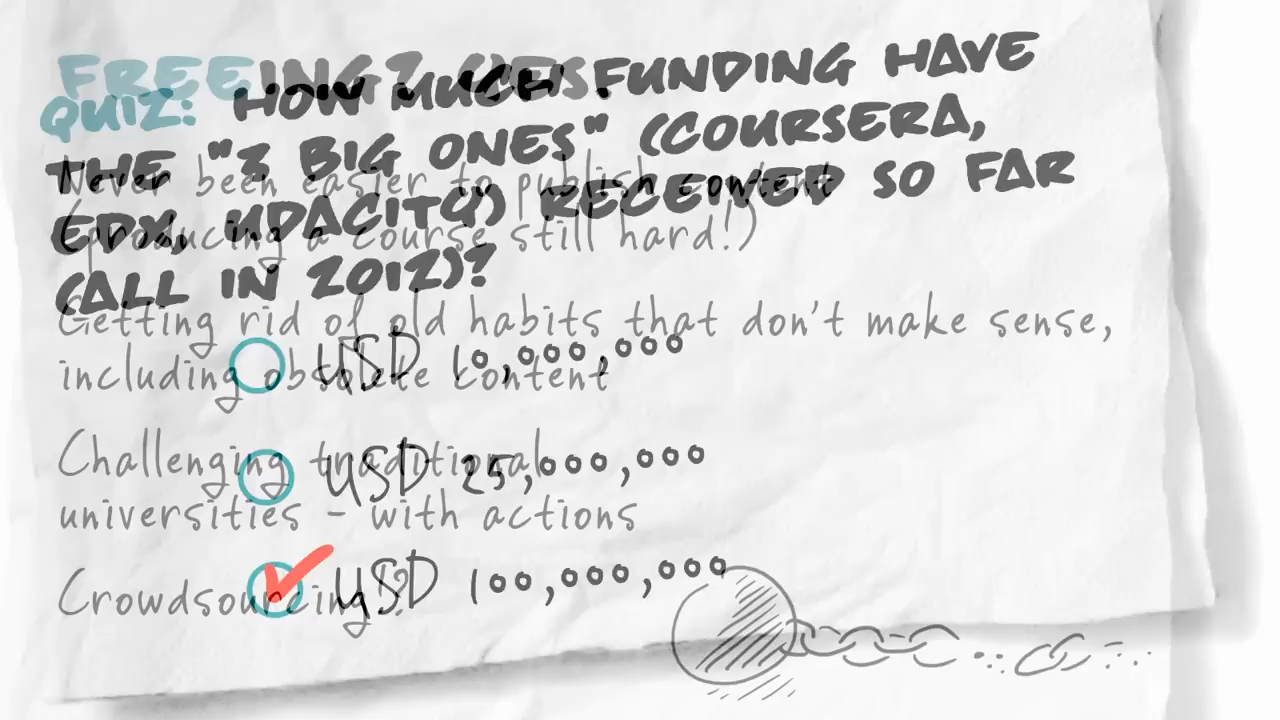 FREEING? YES.
Never been easier to publish content
(producing a course still hard!)
Getting rid of old habits that don't make sense,
including obsolete content
Challenging traditional
universities - with actions
Crowdsourcing!?
QUIZ: HOW MUCH FUNDING HAVE
THE "3 BIG ONES" (COURSERA,
EDX, UDACITY) RECEIVED SO FAR
(ALL IN 2012)?
USD 10,000,000
USD 25,000,000
USD 100,000,000